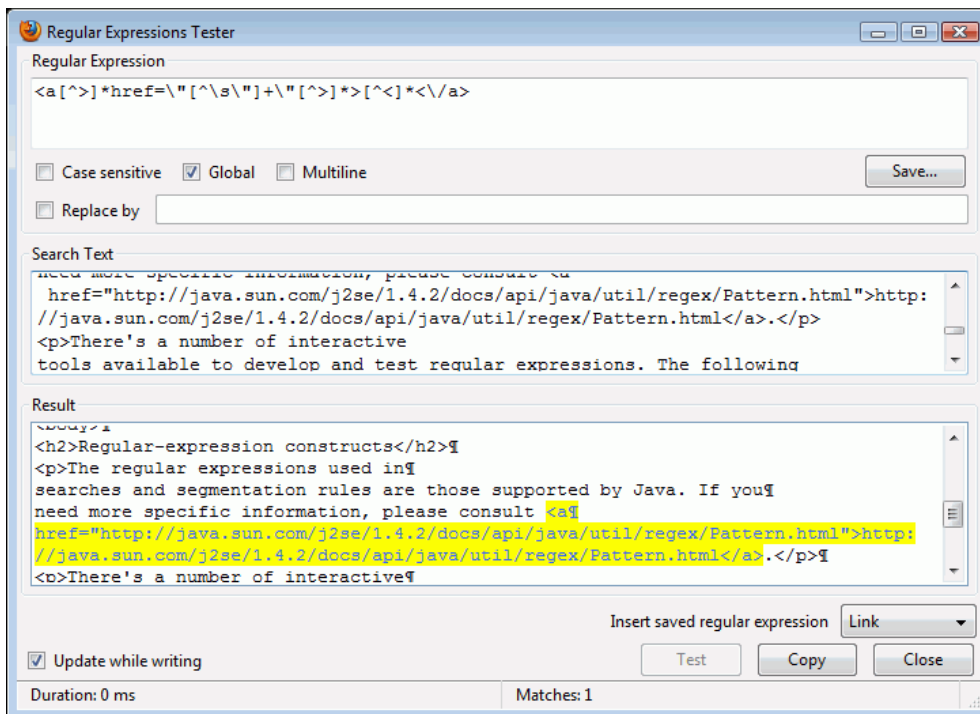 Regular Expressions Tester
Regular Expression
<a[^>]*href=\"[^\s\"]+\"[^>]*>[^<]*<\/a>
Case sensitive Global Multiline Save...
Replace by
Search Text
need more specific information, please consult <a
href="http://java.sun.com/j2se/1.4.2/docs/api/java/util/regex/Pattern.html">http:
//java.sun.com/j2se/1.4.2/docs/api/java/util/regex/Pattern.html</a>.</p>
<p>There's a number of interactive
tools available to develop and test regular expressions. The following
Result
<body>¶
<h2>Regular-expression constructs</h2>¶
<p>The regular expressions used in¶
searches and segmentation rules are those supported by Java. If you¶
need more specific information, please consult <a¶
href="http://java.sun.com/j2se/1.4.2/docs/api/java/util/regex/Pattern.html">http:
//java.sun.com/j2se/1.4.2/docs/api/java/util/regex/Pattern.html</a>.</p>¶
<p>There's a number of interactive¶
Insert saved regular expression Link
Update while writing Test Copy Close
Duration: 0 ms Matches: 1